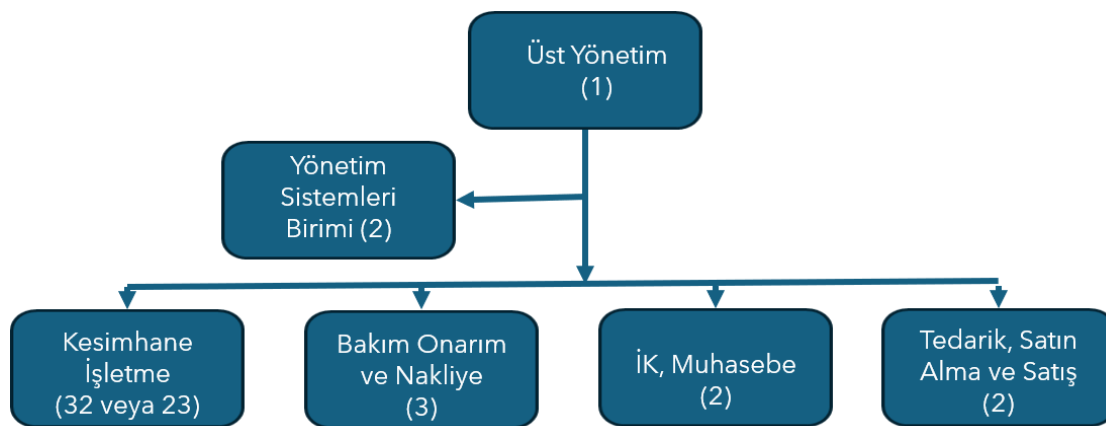 Üst Yönetim
(1)
Yönetim
Sistemleri
Birimi (2)
Kesimhane
İşletme
(32 veya 23)
Bakım Onarım
ve Nakliye
(3)
İK, Muhasebe
(2)
Tedarik, Satın
Alma ve Satış
(2)